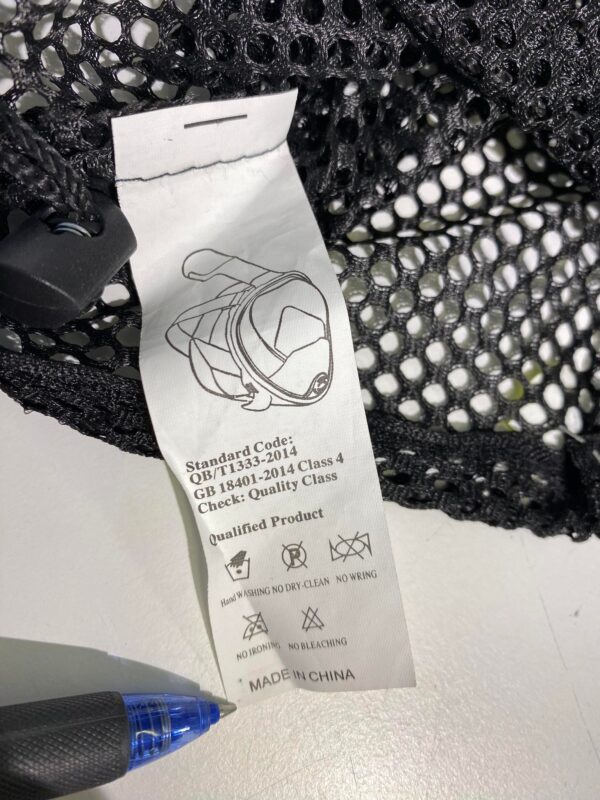 Standard Code:
QB/T1333-2014
GB 18401-2014 Class 4
Check: Quality Class
Qualified Product
Hand WASHING NO DRY-CLEAN NO WRING
NO IRONING NO BLEACHING
MADE IN CHINA